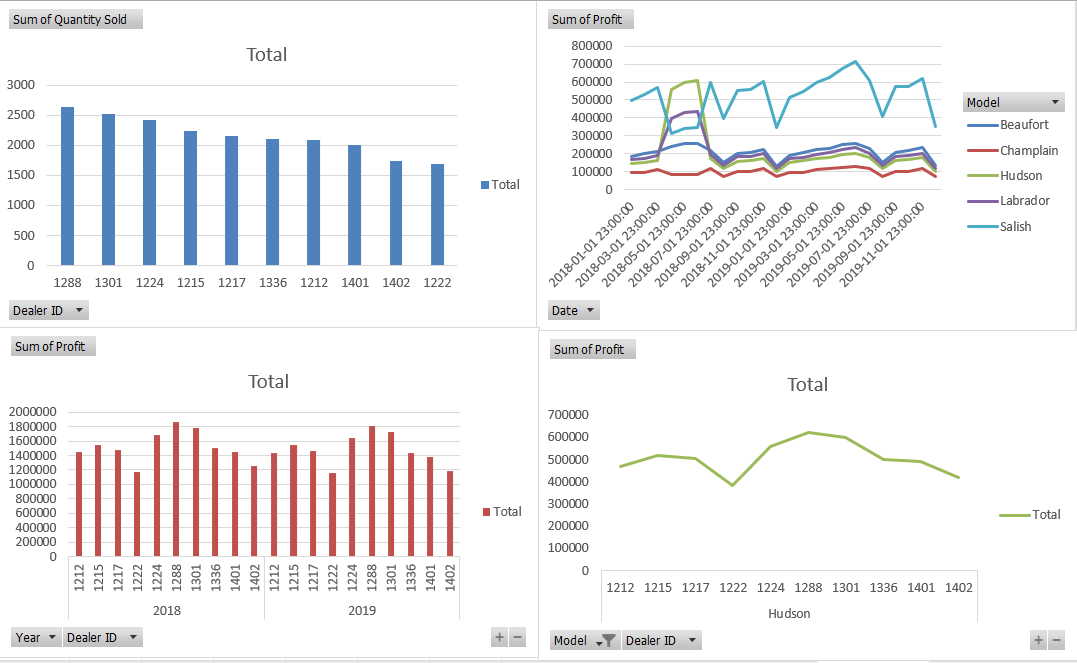 Sum of Quantity Sold
Total
3000
2500
2000
1500
1000
500
0
1288 1301 1224 1215 1217 1336 1212 1401 1402 1222
Total
Dealer ID
Sum of Profit
800000
700000
600000
500000
400000
300000
200000
100000
0
2018-01-01 23:00:00
2018-03-01 23:00:00
2018-05-01 23:00:00
2018-07-01 23:00:00
2018-09-01 23:00:00
2018-11-01 23:00:00
2019-01-01 23:00:00
2019-03-01 23:00:00
2019-05-01 23:00:00
2019-07-01 23:00:00
2019-09-01 23:00:00
2019-11-01 23:00:00
Model
Beaufort
Champlain
Hudson
Labrador
Salish
Date
Sum of Profit
Total
2000000
1800000
1600000
1400000
1200000
1000000
800000
600000
400000
200000
0
1212 1215 1217 1222 1224 1288 1301 1336 1401 1402 1212 1215 1217 1222 1224 1288 1301 1336 1401 1402
2018 2019
Total
Year Dealer ID
Sum of Profit
Total
700000
600000
500000
400000
300000
200000
100000
0
1212 1215 1217 1222 1224 1288 1301 1336 1401 1402
Hudson
Total
Model Dealer ID